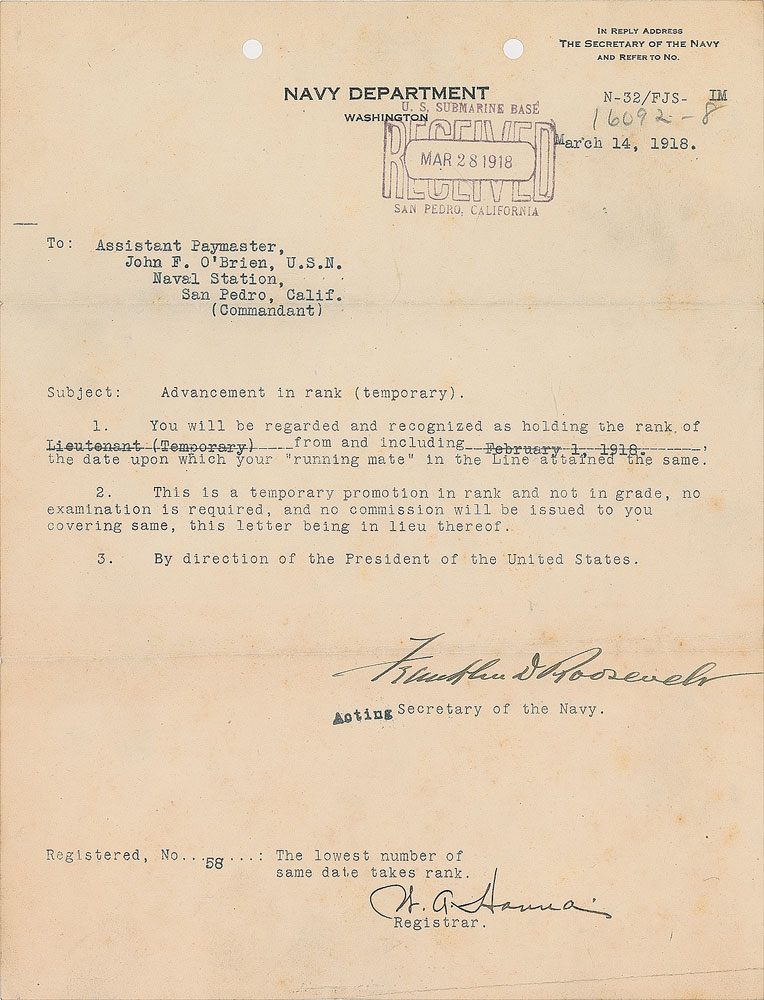 IN REPLY ADDRESS
THE SECRETARY OF THE NAVY
AND REFER TO NO.
NAVY DEPARTMENT
WASHINGTON
N-32/FJS- IM
16092-8
U. S. SUBMARINE BASE
RECEIVED
MAR 28 1918
RECEIVED
SAN PEDRO, CALIFORNIA
March 14, 1918.
To: Assistant Paymaster,
John F. O'Brien, U.S.N.
Naval Station,
San Pedro, Calif.
(Commandant)
Subject: Advancement in rank (temporary).
1. You will be regarded and recognized as holding the rank of
Lieutenant (Temporary) from and including February 1, 1918. ,
the date upon which your "running mate" in the Line attained the same.
2. This is a temporary promotion in rank and not in grade, no
examination is required, and no commission will be issued to you
covering same, this letter being in lieu thereof.
3. By direction of the President of the United States.
Franklin D Roosevelt
Acting Secretary of the Navy.
Registered, No...58...: The lowest number of
same date takes rank.
W. A. Hanna
Registrar.